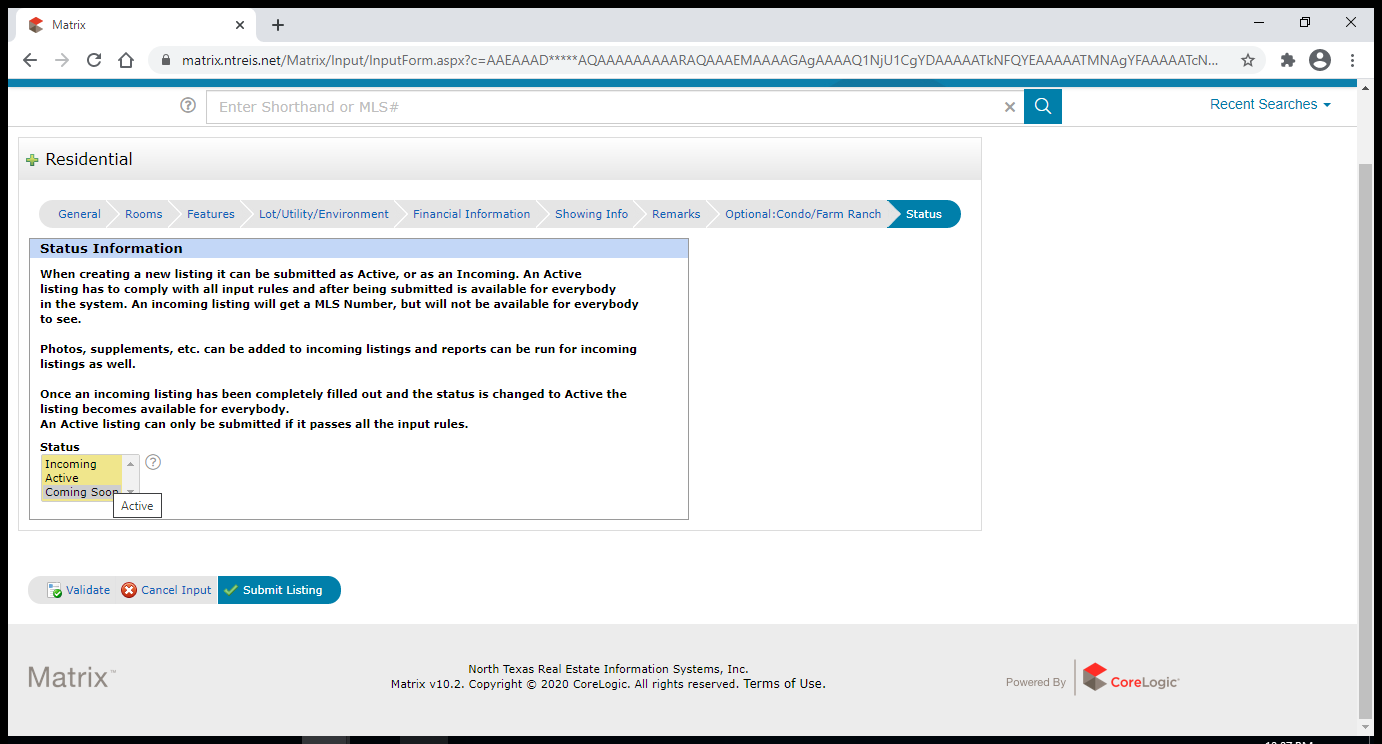 Matrix
matrix.ntreis.net/Matrix/Input/InputForm.aspx?c=AAEAAAD*****AQAAAAAAAAARAQAAAEMAAAAGAgAAAAQ1NjU1CgYDAAAAATkNFQYEAAAAATMNAgYFAAAAATcN...
Enter Shorthand or MLS#
Recent Searches
Residential
General
Rooms
Features
Lot/Utility/Environment
Financial Information
Showing Info
Remarks
Optional:Condo/Farm Ranch
Status
Status Information
When creating a new listing it can be submitted as Active, or as an Incoming. An Active
listing has to comply with all input rules and after being submitted is available for everybody
in the system. An incoming listing will get a MLS Number, but will not be available for everybody
to see.
Photos, supplements, etc. can be added to incoming listings and reports can be run for incoming
listings as well.
Once an incoming listing has been completely filled out and the status is changed to Active the
listing becomes available for everybody.
An Active listing can only be submitted if it passes all the input rules.
Status
Incoming
Active
Coming Soon
Active
Validate
Cancel Input
Submit Listing
Matrix™
North Texas Real Estate Information Systems, Inc.
Matrix v10.2. Copyright © 2020 CoreLogic. All rights reserved. Terms of Use.
Powered By
CoreLogic